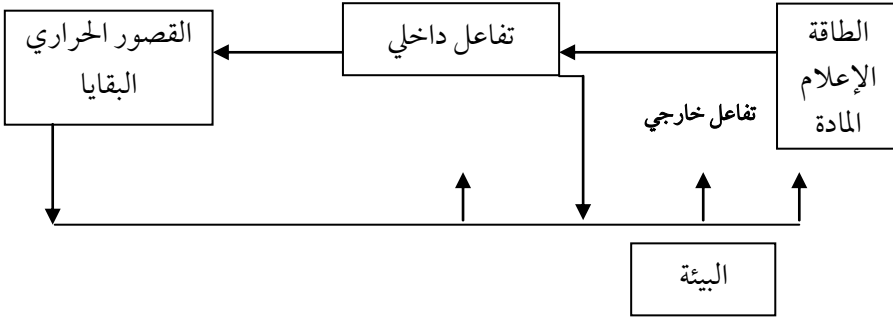 الطاقة
الإعلام
المادة
تفاعل خارجي
تفاعل داخلي
القصور الحراري
البقايا
البيئة